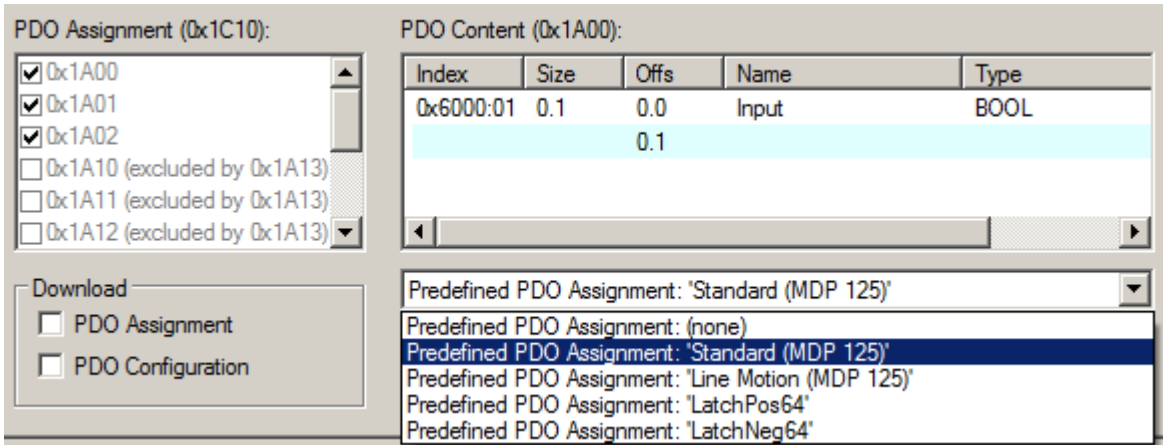 PDO Assignment (0x1C10):
0x1A00
0x1A01
0x1A02
0x1A10 (excluded by 0x1A13)
0x1A11 (excluded by 0x1A13)
0x1A12 (excluded by 0x1A13)
PDO Content (0x1A00):
Index Size Offs Name Type
0x6000:01 0.1 0.0 Input BOOL
0.1
Download
PDO Assignment
PDO Configuration
Predefined PDO Assignment: 'Standard (MDP 125)'
Predefined PDO Assignment: (none)
Predefined PDO Assignment: 'Standard (MDP 125)'
Predefined PDO Assignment: 'Line Motion (MDP 125)'
Predefined PDO Assignment: 'LatchPos64'
Predefined PDO Assignment: 'LatchNeg64'